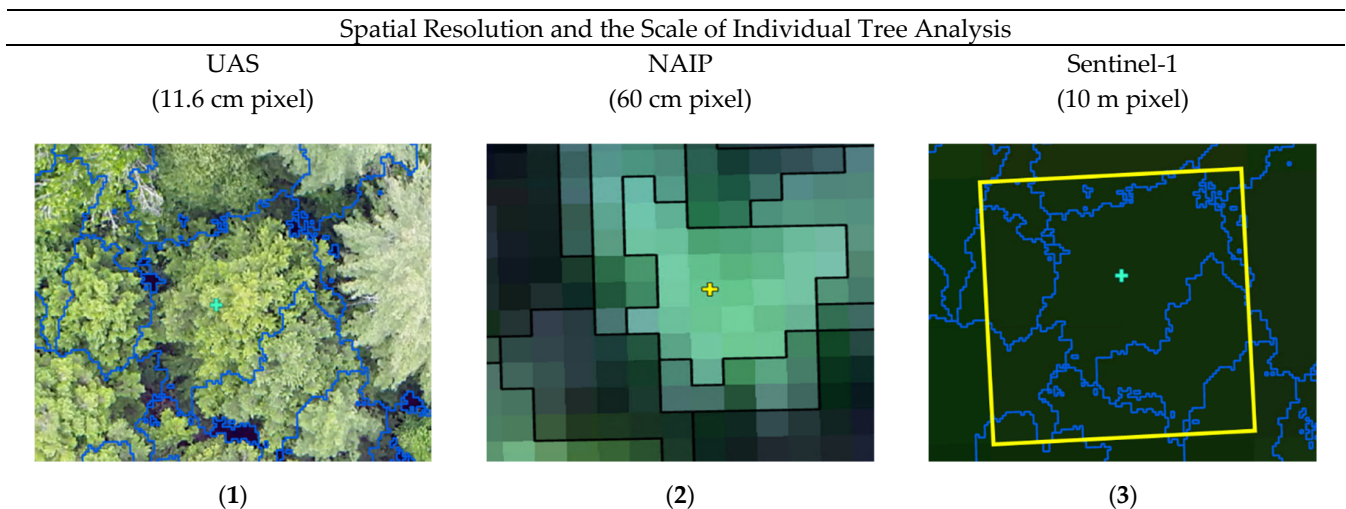 Spatial Resolution and the Scale of Individual Tree Analysis
UAS NAIP Sentinel-1
(11.6 cm pixel) (60 cm pixel) (10 m pixel)
(1) (2) (3)